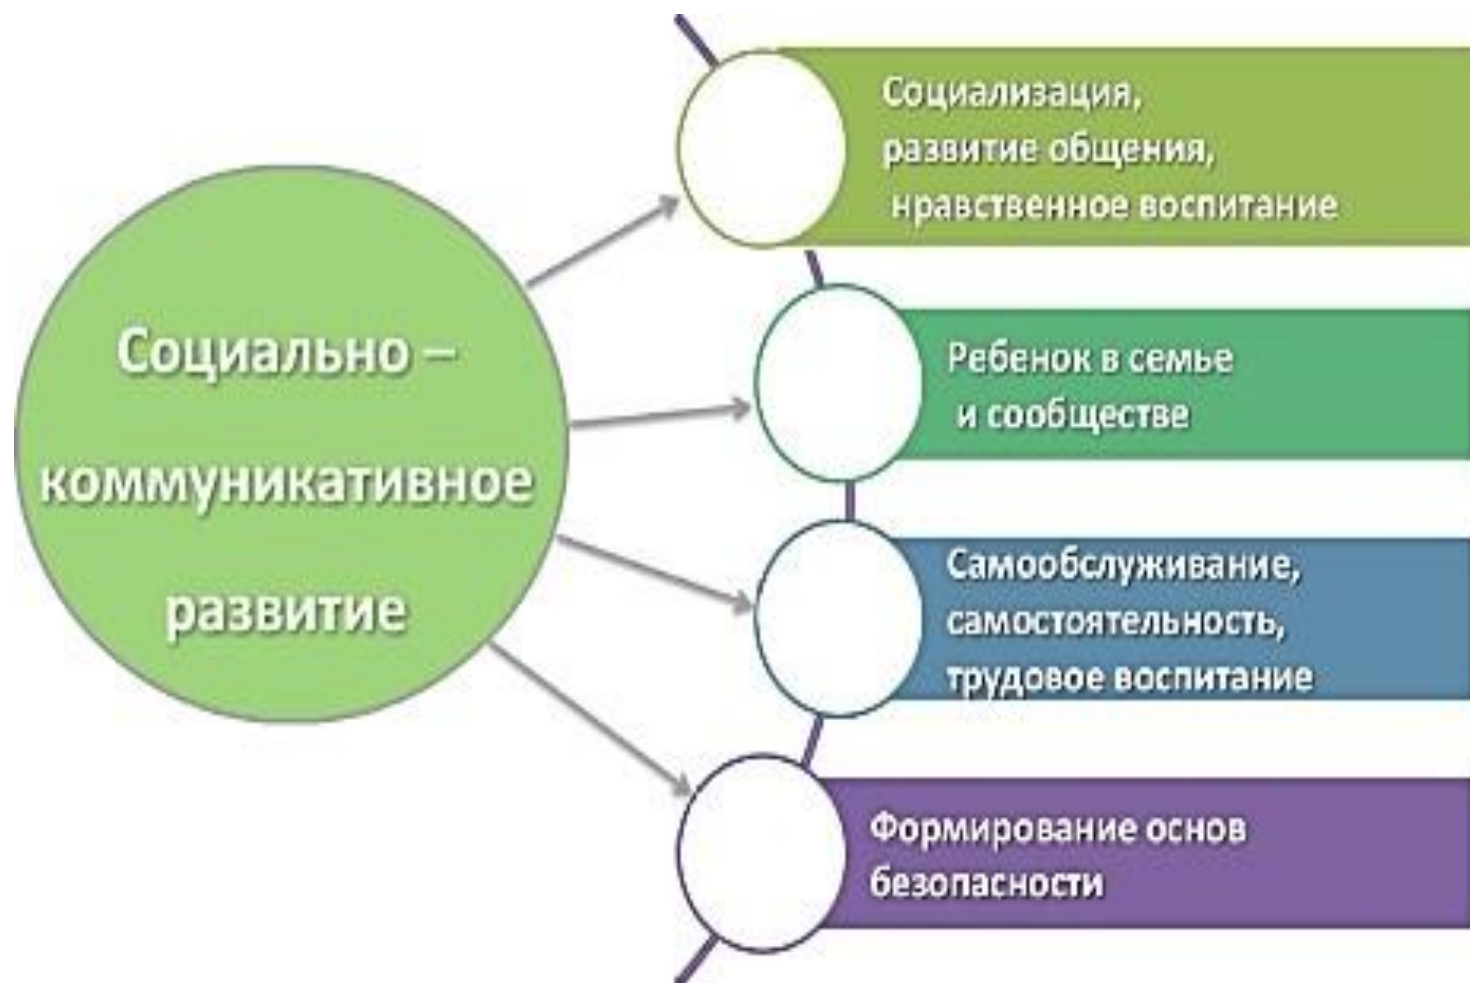 Социально –
коммуникативное
развитие
Социализация,
развитие общения,
нравственное воспитание
Ребенок в семье
и сообществе
Самообслуживание,
самостоятельность,
трудовое воспитание
Формирование основ
безопасности